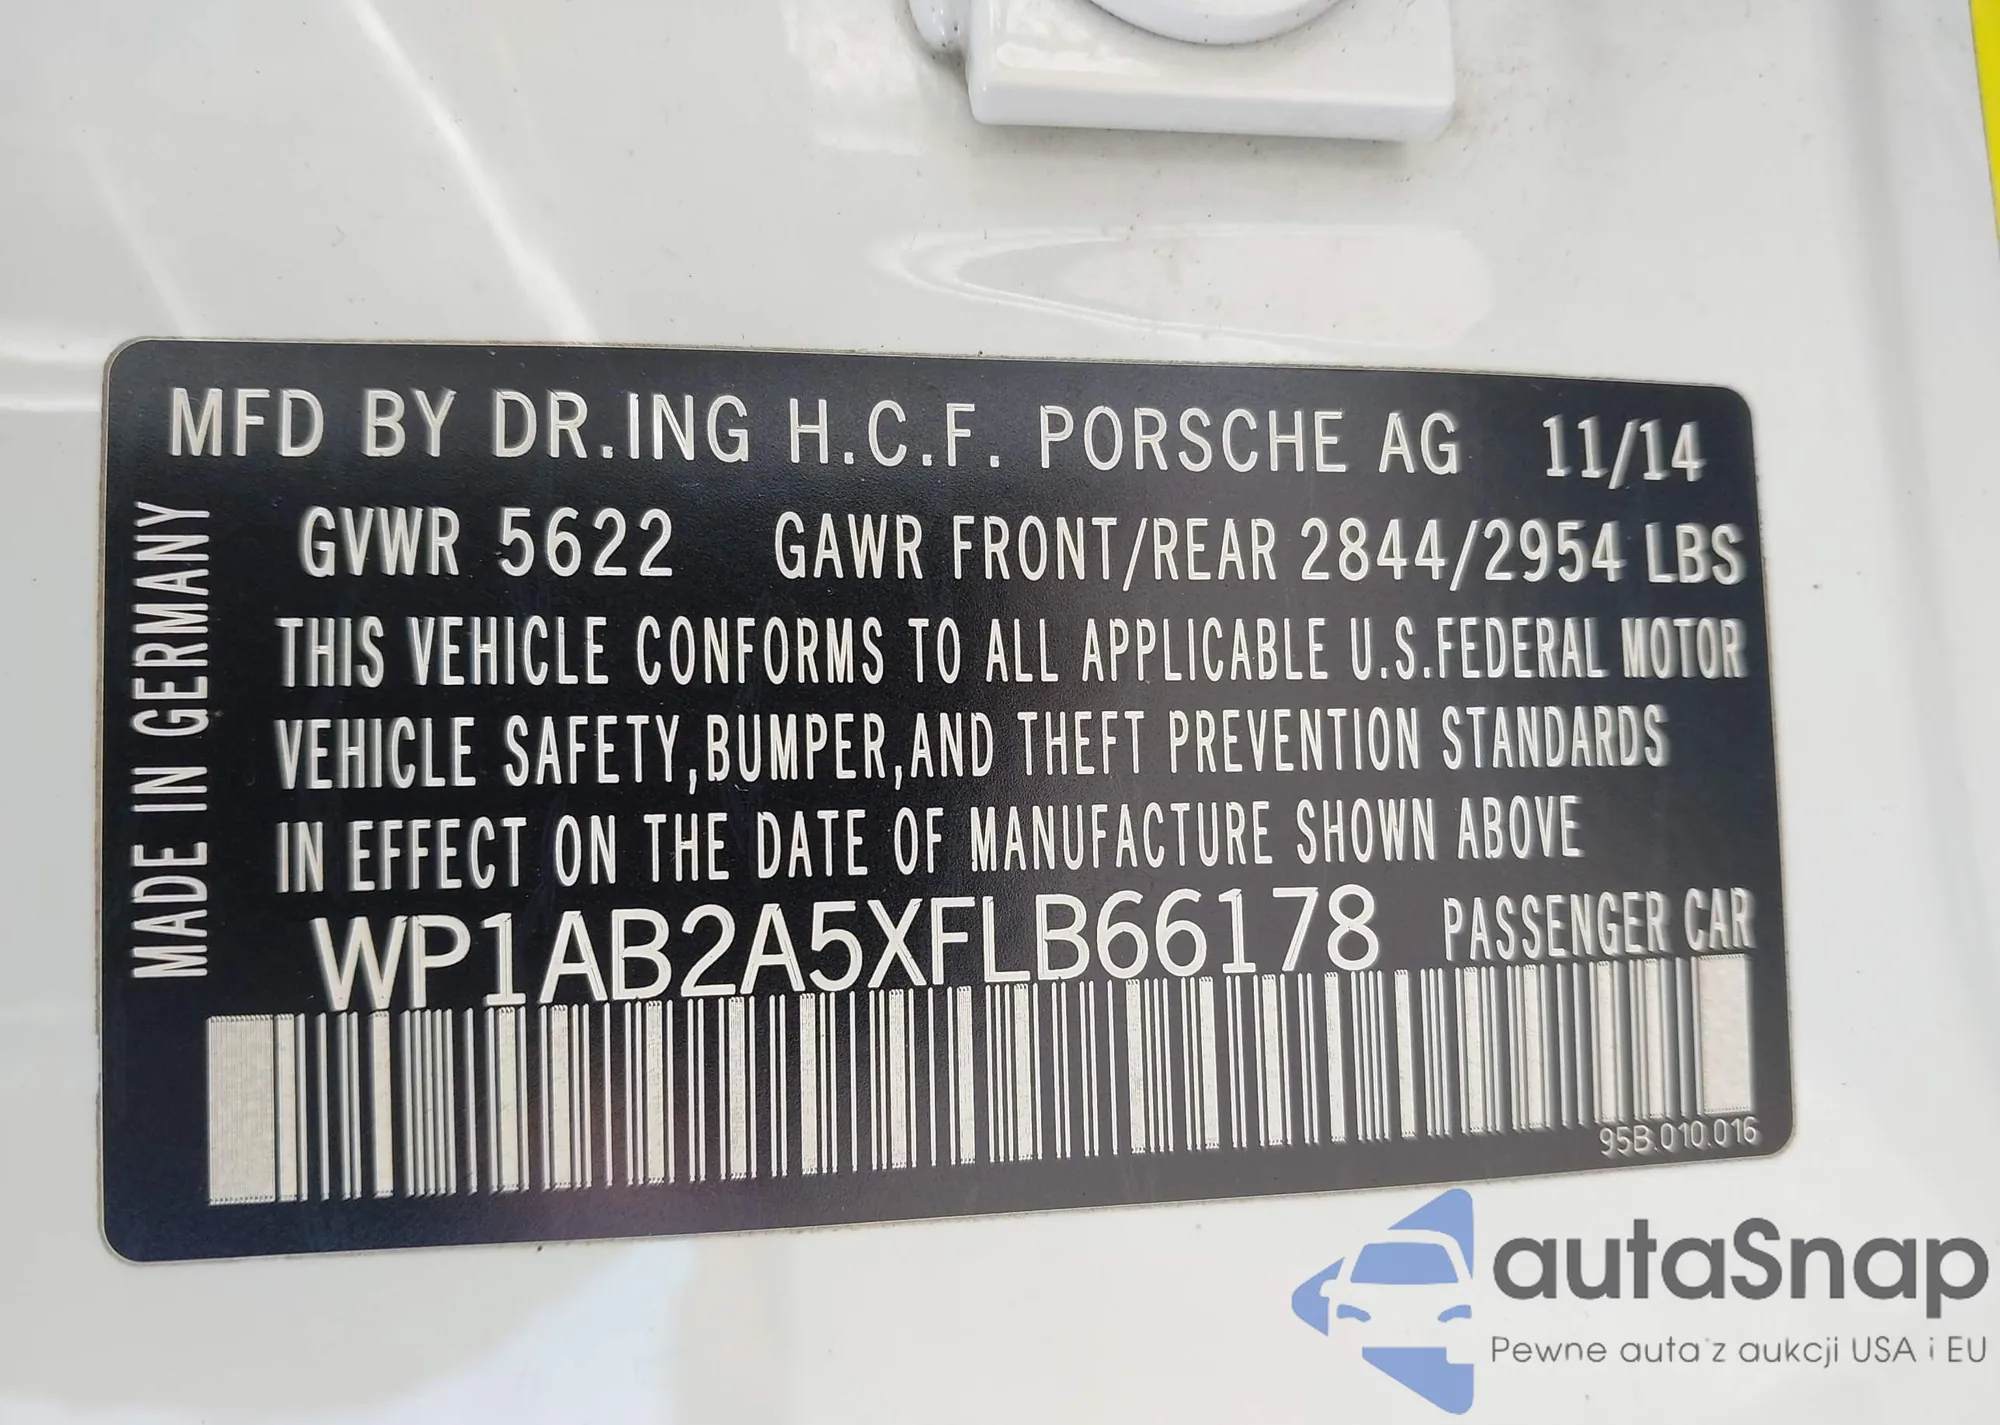 MFD BY DR.ING H.C.F. PORSCHE AG 11/14
GVWR 5622 GAWR FRONT/REAR 2844/2954 LBS
THIS VEHICLE CONFORMS TO ALL APPLICABLE U.S.FEDERAL MOTOR
VEHICLE SAFETY,BUMPER,AND THEFT PREVENTION STANDARDS
IN EFFECT ON THE DATE OF MANUFACTURE SHOWN ABOVE
WP1AB2A5XFLB66178 PASSENGER CAR
MADE IN GERMANY
95B.010.016
autaSnap
Pewne auta z aukcji USA i EU